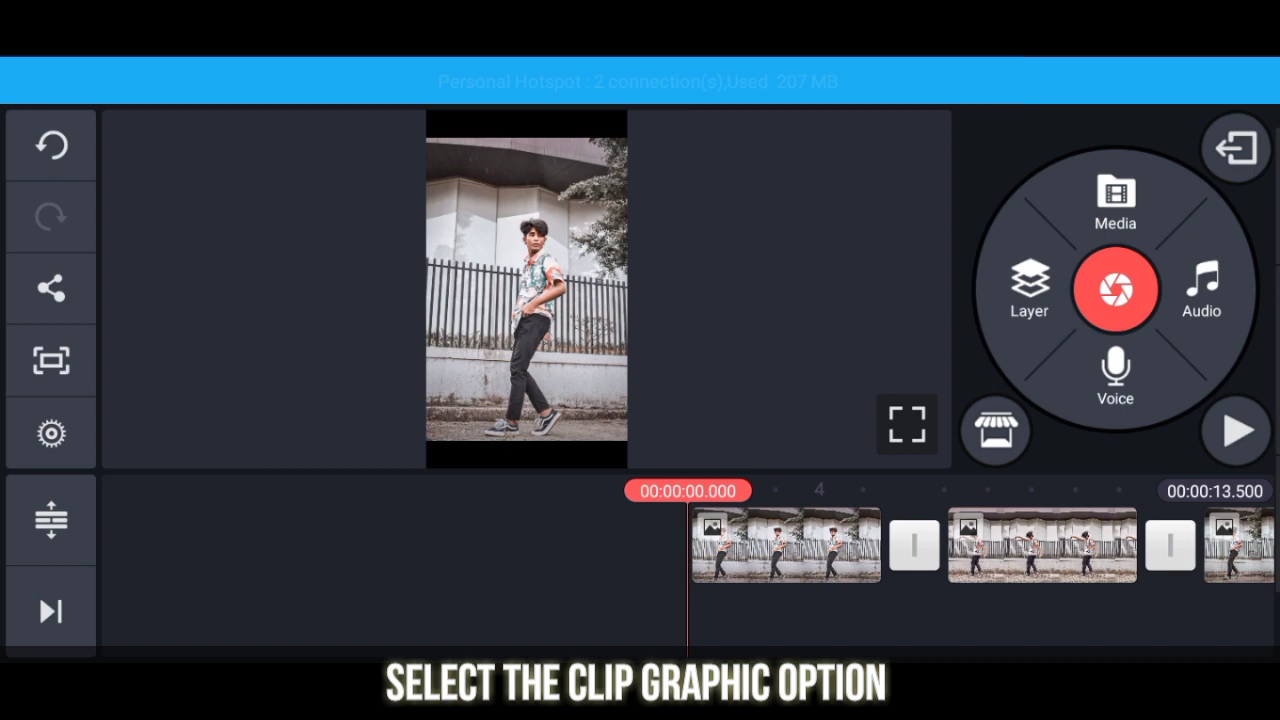 Personal Hotspot : 2 connection(s),Used 207 MB
Media
Layer
Audio
Voice
00:00:00.000
4
00:00:13.500
SELECT THE CLIP GRAPHIC OPTION